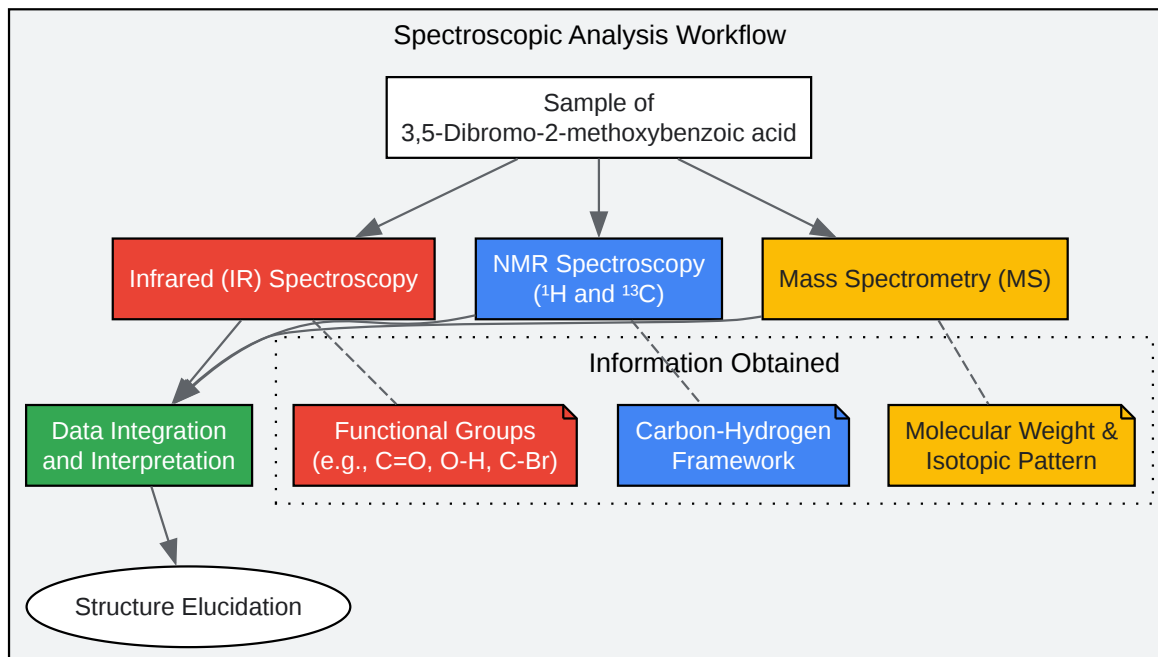 Spectroscopic Analysis Workflow
Sample of
3,5-Dibromo-2-methoxybenzoic acid
Infrared (IR) Spectroscopy
NMR Spectroscopy
(¹H and ¹³C)
Mass Spectrometry (MS)
Information Obtained
Data Integration
and Interpretation
Functional Groups
(e.g., C=O, O-H, C-Br)
Carbon-Hydrogen
Framework
Molecular Weight &
Isotopic Pattern
Structure Elucidation